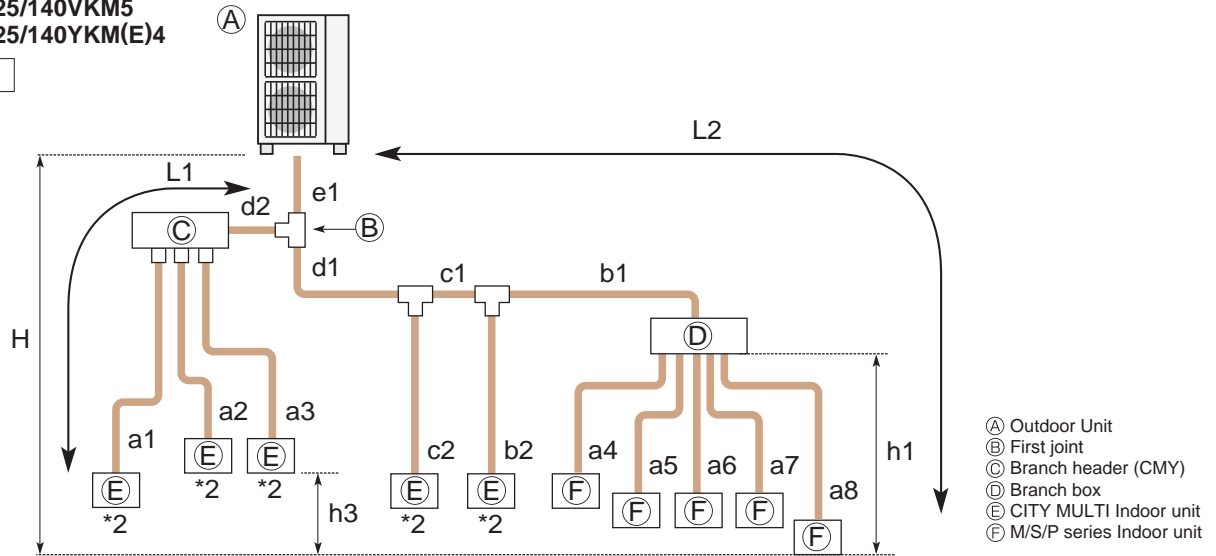 25/140VKM5
25/140YKM(E)4
Ⓐ
L2
L1
e1
d2
Ⓑ
Ⓒ
d1
c1
b1
H
Ⓓ
a1
a2
a3
c2
b2
a4
a5
a6
a7
a8
h1
Ⓔ
*2
Ⓔ
*2
Ⓔ
*2
h3
Ⓔ
*2
Ⓔ
*2
Ⓕ
Ⓕ
Ⓕ
Ⓕ
Ⓕ
Ⓐ Outdoor Unit
Ⓑ First joint
Ⓒ Branch header (CMY)
Ⓓ Branch box
Ⓔ CITY MULTI Indoor unit
Ⓕ M/S/P series Indoor unit